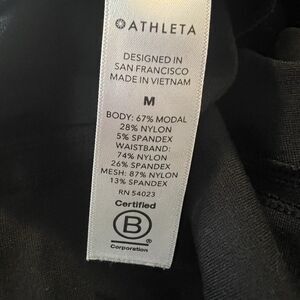 ATHLETA
DESIGNED IN
SAN FRANCISCO
MADE IN VIETNAM
M
BODY: 67% MODAL
28% NYLON
5% SPANDEX
WAISTBAND:
74% NYLON
26% SPANDEX
MESH: 87% NYLON
13% SPANDEX
RN 54023
Certified
B
®
Corporation